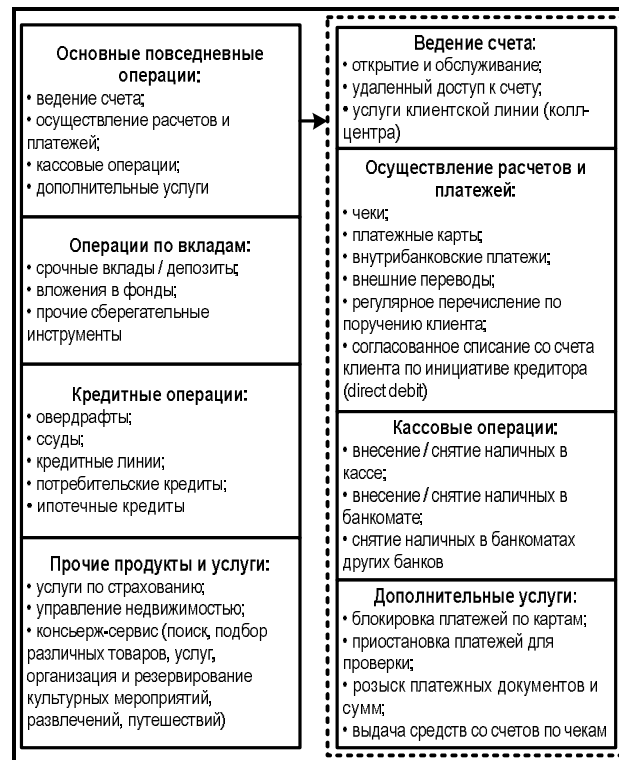 Основные повседневные
операции:
• ведение счета;
• осуществление расчетов и
платежей;
• кассовые операции;
• дополнительные услуги
Операции по вкладам:
• срочные вклады / депозиты;
• вложения в фонды;
• прочие сберегательные
инструменты
Кредитные операции:
• овердрафты;
• ссуды;
• кредитные линии;
• потребительские кредиты;
• ипотечные кредиты
Прочие продукты и услуги:
• услуги по страхованию;
• управление недвижимостью;
• консьерж-сервис (поиск, подбор
различных товаров, услуг,
организация и резервирование
культурных мероприятий,
развлечений, путешествий)
Ведение счета:
• открытие и обслуживание;
• удаленный доступ к счету;
• услуги клиентской линии (колл-
центра)
Осуществление расчетов и
платежей:
• чеки;
• платежные карты;
• внутрибанковские платежи;
• внешние переводы;
• регулярное перечисление по
поручению клиента;
• согласованное списание со счета
клиента по инициативе кредитора
(direct debit)
Кассовые операции:
• внесение / снятие наличных в
кассе;
• внесение / снятие наличных в
банкомате;
• снятие наличных в банкоматах
других банков
Дополнительные услуги:
• блокировка платежей по картам;
• приостановка платежей для
проверки;
• розыск платежных документов и
сумм;
• выдача средств со счетов по чекам